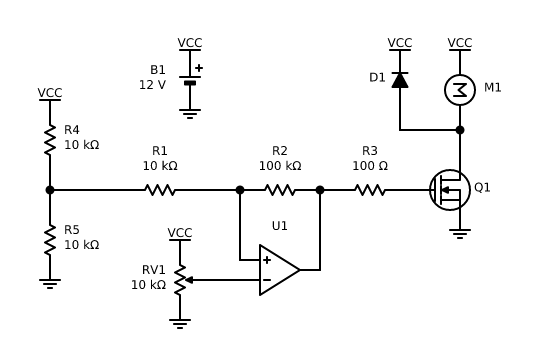 VCC
VCC
VCC
B1
12 V
+
D1
M1
VCC
R4
10 kΩ
R1
10 kΩ
R2
100 kΩ
R3
100 Ω
Q1
R5
10 kΩ
VCC
U1
RV1
10 kΩ
+
−